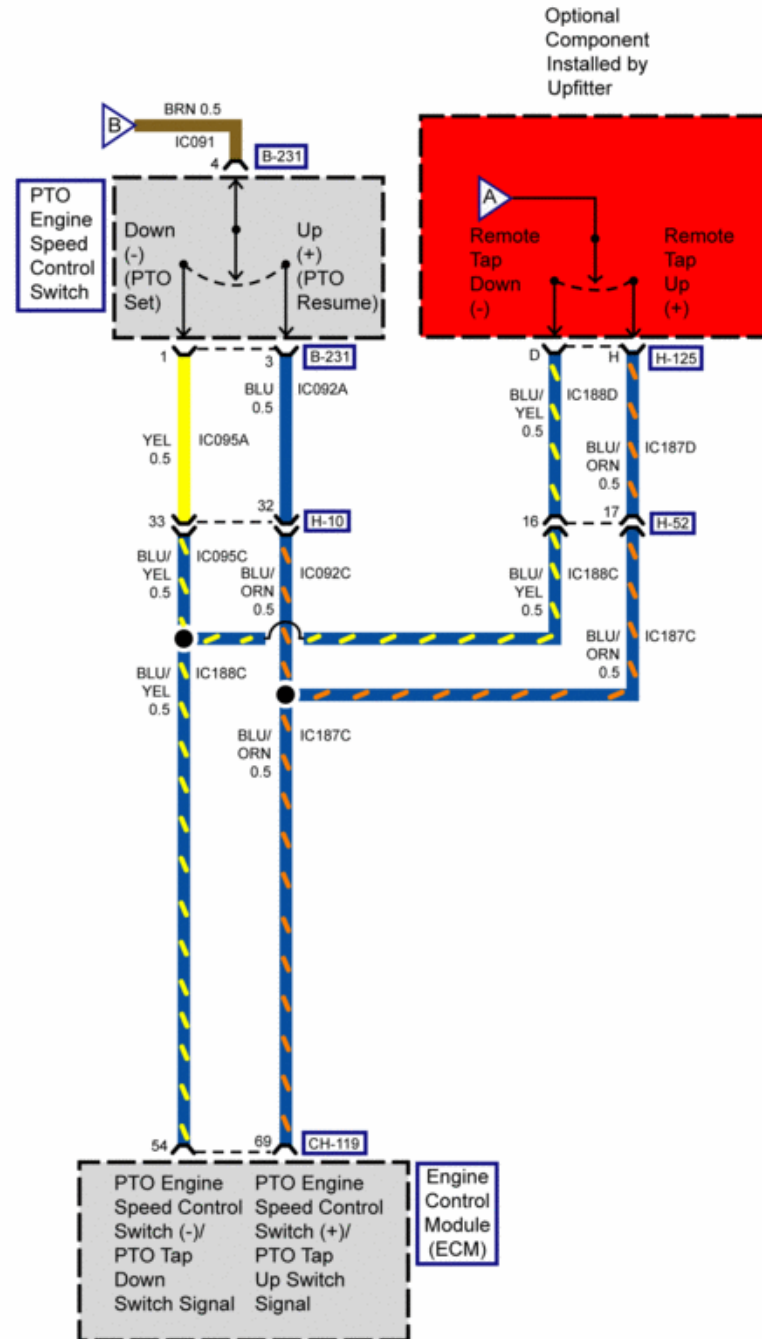 Optional
Component
Installed by
Upfitter
B
BRN 0.5
IC091
4
B-231
PTO
Engine
Speed
Control
Switch
Down
(-)
(PTO
Set)
Up
(+)
(PTO
Resume)
A
Remote
Tap
Down
(-)
Remote
Tap
Up
(+)
1
3
B-231
D
H
H-125
BLU
0.5
IC092A
YEL
0.5
IC095A
BLU/
YEL
0.5
IC188D
BLU/
ORN
0.5
IC187D
33
32
H-10
16
17
H-52
BLU/
YEL
0.5
IC095C
BLU/
ORN
0.5
IC092C
BLU/
YEL
0.5
IC188C
BLU/
ORN
0.5
IC187C
BLU/
YEL
0.5
IC188C
BLU/
ORN
0.5
IC187C
54
69
CH-119
PTO Engine
Speed Control
Switch (-)/
PTO Tap
Down
Switch Signal
PTO Engine
Speed Control
Switch (+)/
PTO Tap
Up Switch
Signal
Engine
Control
Module
(ECM)